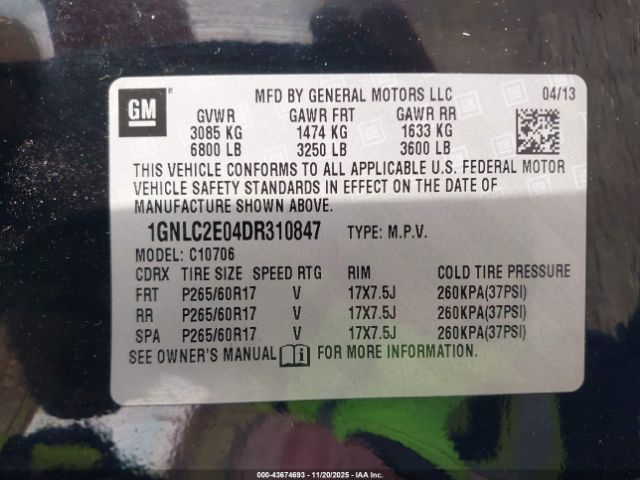 GM ®
MFD BY GENERAL MOTORS LLC 04/13
GVWR GAWR FRT GAWR RR
3085 KG 1474 KG 1633 KG
6800 LB 3250 LB 3600 LB
THIS VEHICLE CONFORMS TO ALL APPLICABLE U.S. FEDERAL MOTOR
VEHICLE SAFETY STANDARDS IN EFFECT ON THE DATE OF
MANUFACTURE SHOWN ABOVE.
1GNLC2E04DR310847 TYPE: M.P.V.
MODEL: C10706
CDRX TIRE SIZE SPEED RTG RIM COLD TIRE PRESSURE
FRT P265/60R17 V 17X7.5J 260KPA(37PSI)
RR P265/60R17 V 17X7.5J 260KPA(37PSI)
SPA P265/60R17 V 17X7.5J 260KPA(37PSI)
SEE OWNER'S MANUAL i FOR MORE INFORMATION.
000-43674693 - 11/20/2025 - IAA Inc.